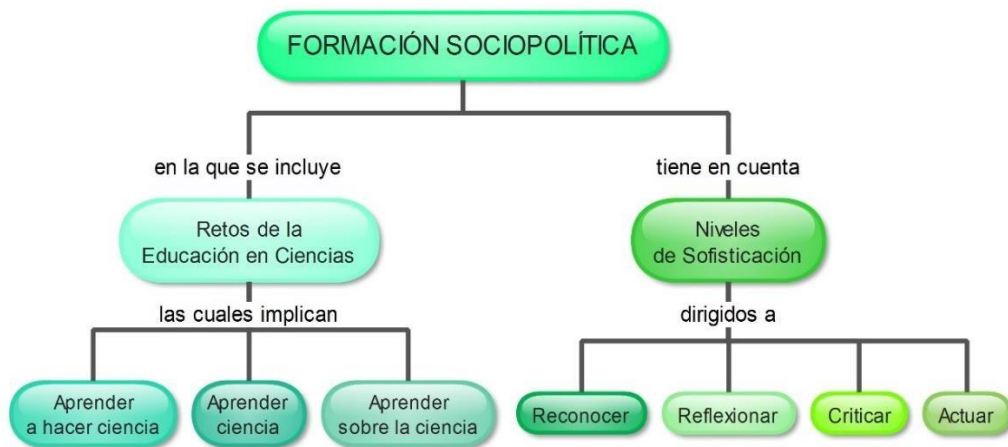 FORMACIÓN SOCIOPOLÍTICA
en la que se incluye
tiene en cuenta
Retos de la
Educación en Ciencias
Niveles
de Sofisticación
las cuales implican
dirigidos a
Aprender
a hacer ciencia
Aprender
ciencia
Aprender
sobre la ciencia
Reconocer
Reflexionar
Criticar
Actuar